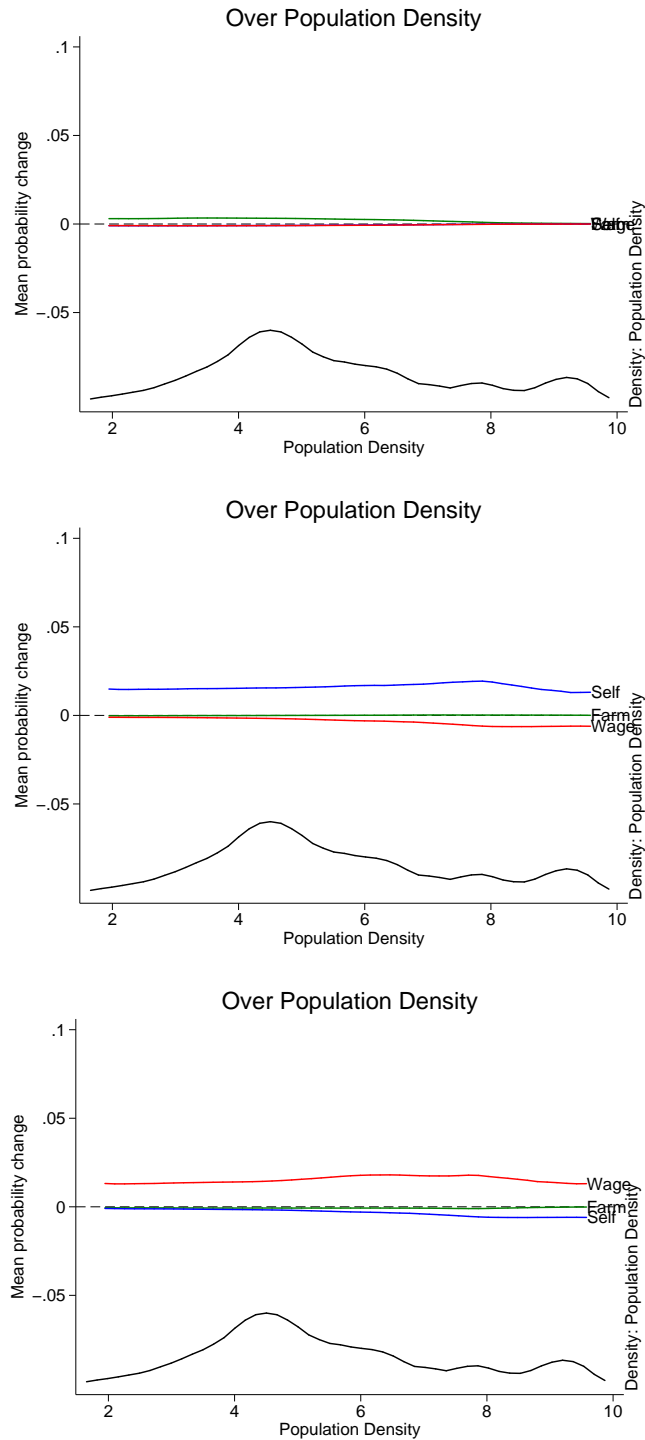 Over Population Density
Mean probability change
.1
.05
0
−.05
Self
Wage
Density: Population Density
2 4 6 8 10
Population Density
Over Population Density
Mean probability change
.1
.05
0
−.05
Self
Farm
Wage
Density: Population Density
2 4 6 8 10
Population Density
Over Population Density
Mean probability change
.1
.05
0
−.05
Wage
Farm
Self
Density: Population Density
2 4 6 8 10
Population Density